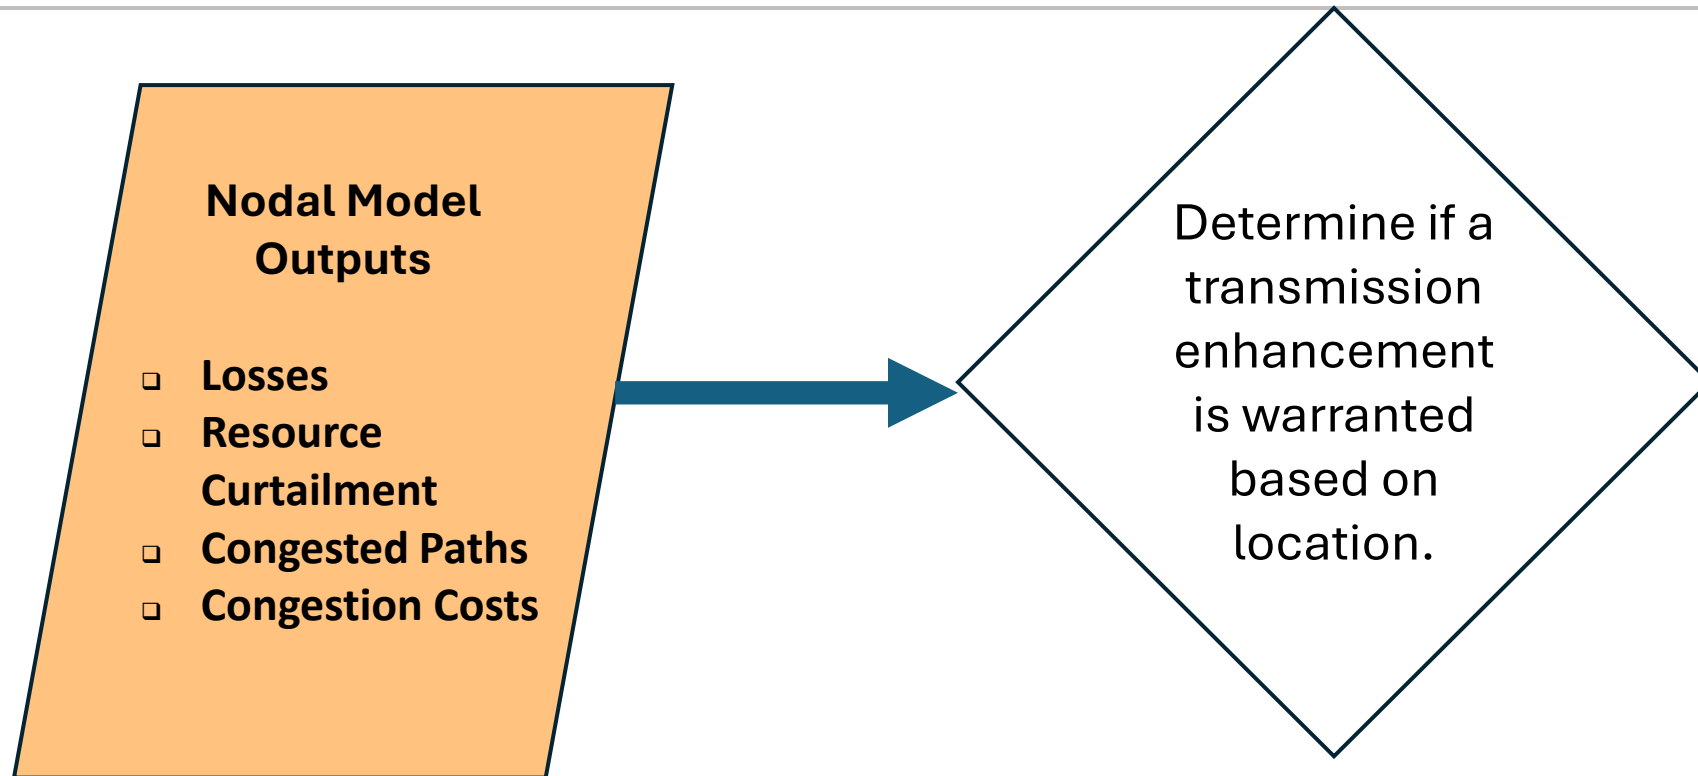 Nodal Model
Outputs
❑ Losses
❑ Resource
Curtailment
❑ Congested Paths
❑ Congestion Costs
Determine if a
transmission
enhancement
is warranted
based on
location.